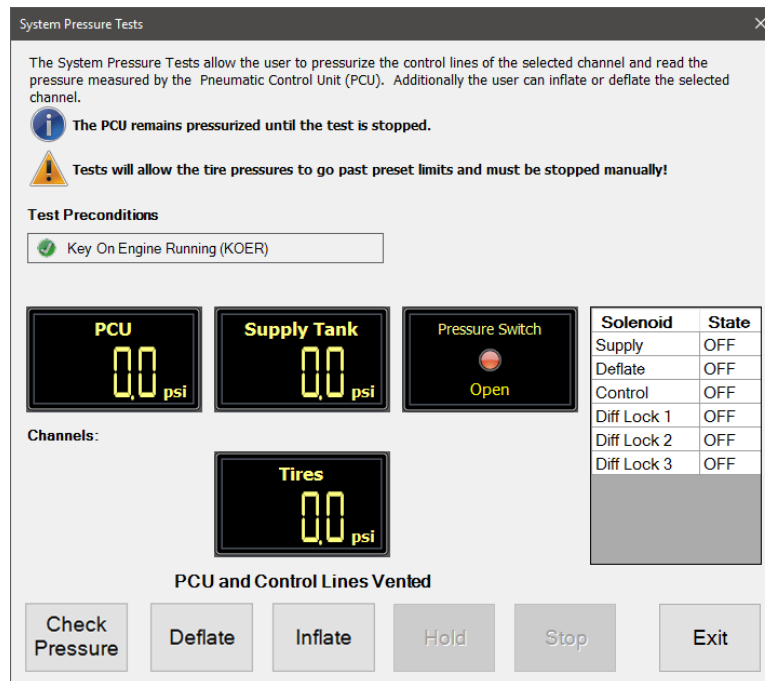 System Pressure Tests
The System Pressure Tests allow the user to pressurize the control lines of the selected channel and read the
pressure measured by the Pneumatic Control Unit (PCU). Additionally the user can inflate or deflate the selected
channel.
The PCU remains pressurized until the test is stopped.
Tests will allow the tire pressures to go past preset limits and must be stopped manually!
Test Preconditions
Key On Engine Running (KOER)
PCU
0.0 psi
Supply Tank
0.0 psi
Pressure Switch
Open
Solenoid State
Supply OFF
Deflate OFF
Control OFF
Diff Lock 1 OFF
Diff Lock 2 OFF
Diff Lock 3 OFF
Channels:
Tires
0.0 psi
PCU and Control Lines Vented
Check
Pressure
Deflate
Inflate
Hold
Stop
Exit